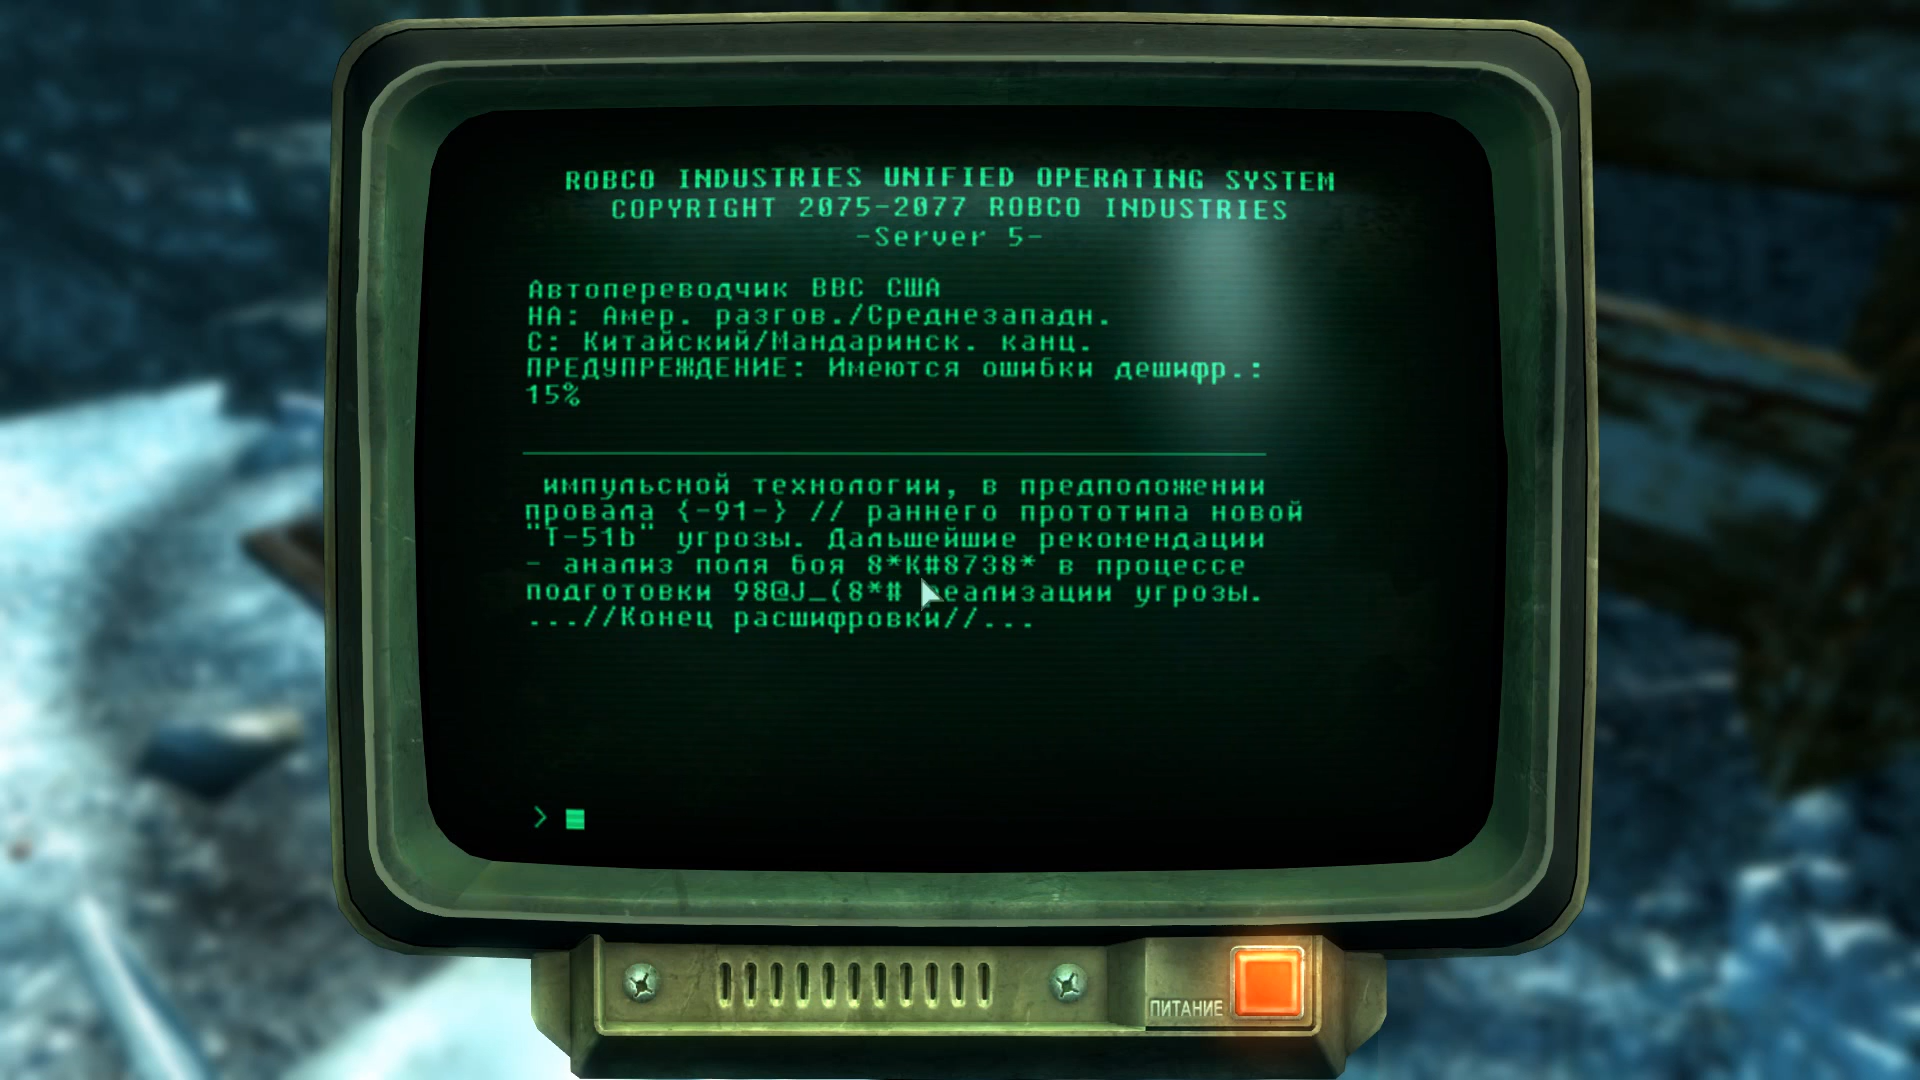 ROBCO INDUSTRIES UNIFIED OPERATING SYSTEM
COPYRIGHT 2075-2077 ROBCO INDUSTRIES
-Server 5-
Автопереводчик ВВС США
НА: Амер. разгов./Среднезападн.
С: Китайский/Мандаринск. канц.
ПРЕДУПРЕЖДЕНИЕ: Имеются ошибки дешифр.:
15%
импульсной технологии, в предположении
провала {-91-} // раннего прототипа новой
"T-51b" угрозы. Дальшейшие рекомендации
- анализ поля боя 8*K#8738* в процессе
подготовки 98@J_(8*# реализации угрозы.
...//Конец расшифровки//...
>
ПИТАНИЕ